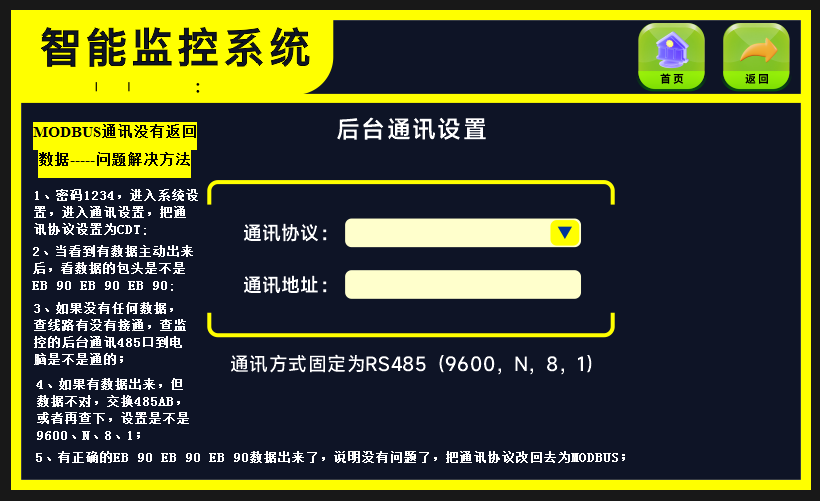 智能监控系统
首页
返回
后台通讯设置
MODBUS通讯没有返回
数据-----问题解决方法
1、密码1234，进入系统设
置，进入通讯设置，把通
讯协议设置为CDT;
2、当看到有数据主动出来
后，看数据的包头是不是
EB 90 EB 90 EB 90;
3、如果没有任何数据，
查线路有没有接通，查监
控的后台通讯485口到电
脑是不是通的；
4、如果有数据出来，但
数据不对，交换485AB，
或者再查下，设置是不是
9600、N、8、1；
5、有正确的EB 90 EB 90 EB 90数据出来了，说明没有问题了，把通讯协议改回去为MODBUS；
通讯协议：
通讯地址：
通讯方式固定为RS485（9600，N，8，1）